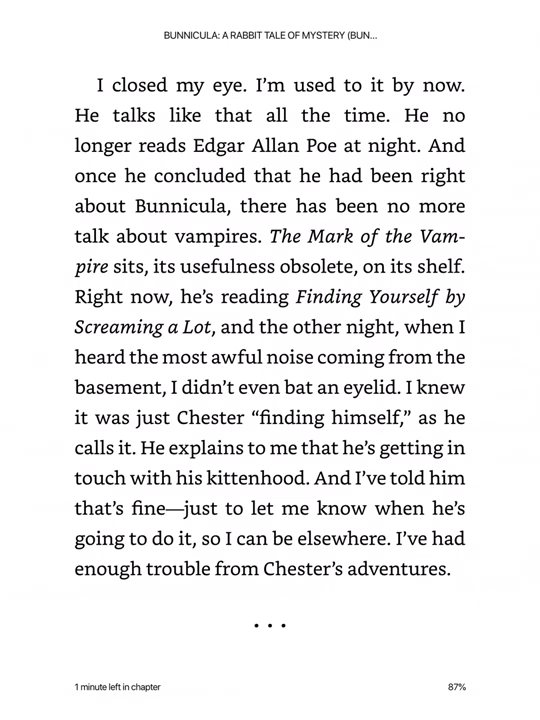 BUNNICULA: A RABBIT TALE OF MYSTERY (BUN...
I closed my eye. I’m used to it by now.
He talks like that all the time. He no
longer reads Edgar Allan Poe at night. And
once he concluded that he had been right
about Bunnicula, there has been no more
talk about vampires. The Mark of the Vam-
pire sits, its usefulness obsolete, on its shelf.
Right now, he’s reading Finding Yourself by
Screaming a Lot, and the other night, when I
heard the most awful noise coming from the
basement, I didn’t even bat an eyelid. I knew
it was just Chester “finding himself,” as he
calls it. He explains to me that he’s getting in
touch with his kittenhood. And I’ve told him
that’s fine—just to let me know when he’s
going to do it, so I can be elsewhere. I’ve had
enough trouble from Chester’s adventures.
• • •
1 minute left in chapter
87%